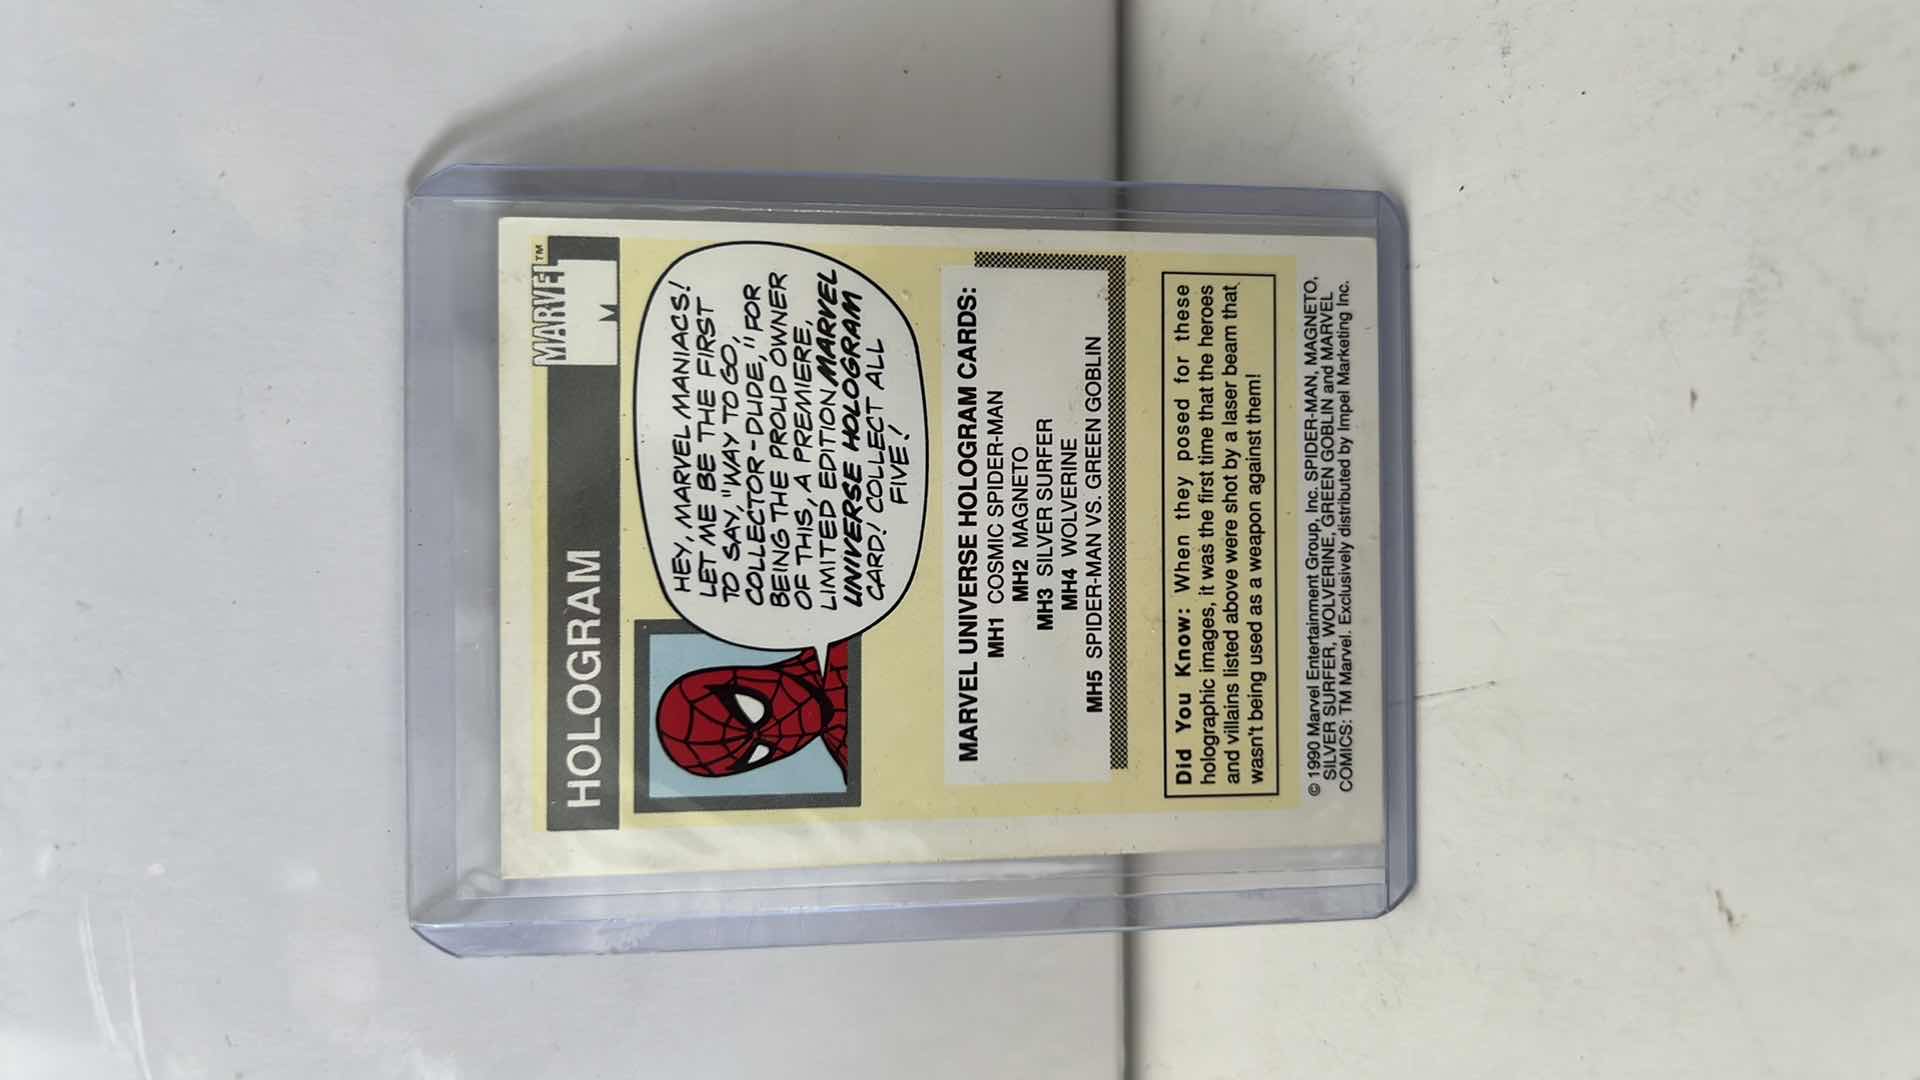 HOLOGRAM
MARVEL™
M
HEY, MARVEL MANIACS!
LET ME BE THE FIRST
TO SAY, "WAY TO GO,
COLLECTOR-DUDE," FOR
BEING THE PROUD OWNER
OF THIS, A PREMIERE,
LIMITED EDITION MARVEL
UNIVERSE HOLOGRAM
CARD! COLLECT ALL
FIVE!
MARVEL UNIVERSE HOLOGRAM CARDS:
MH1 COSMIC SPIDER-MAN
MH2 MAGNETO
MH3 SILVER SURFER
MH4 WOLVERINE
MH5 SPIDER-MAN VS. GREEN GOBLIN
Did You Know: When they posed for these
holographic images, it was the first time that the heroes
and villains listed above were shot by a laser beam that
wasn't being used as a weapon against them!
© 1990 Marvel Entertainment Group, Inc. SPIDER-MAN, MAGNETO,
SILVER SURFER, WOLVERINE, GREEN GOBLIN and MARVEL
COMICS: TM Marvel. Exclusively distributed by Impel Marketing Inc.